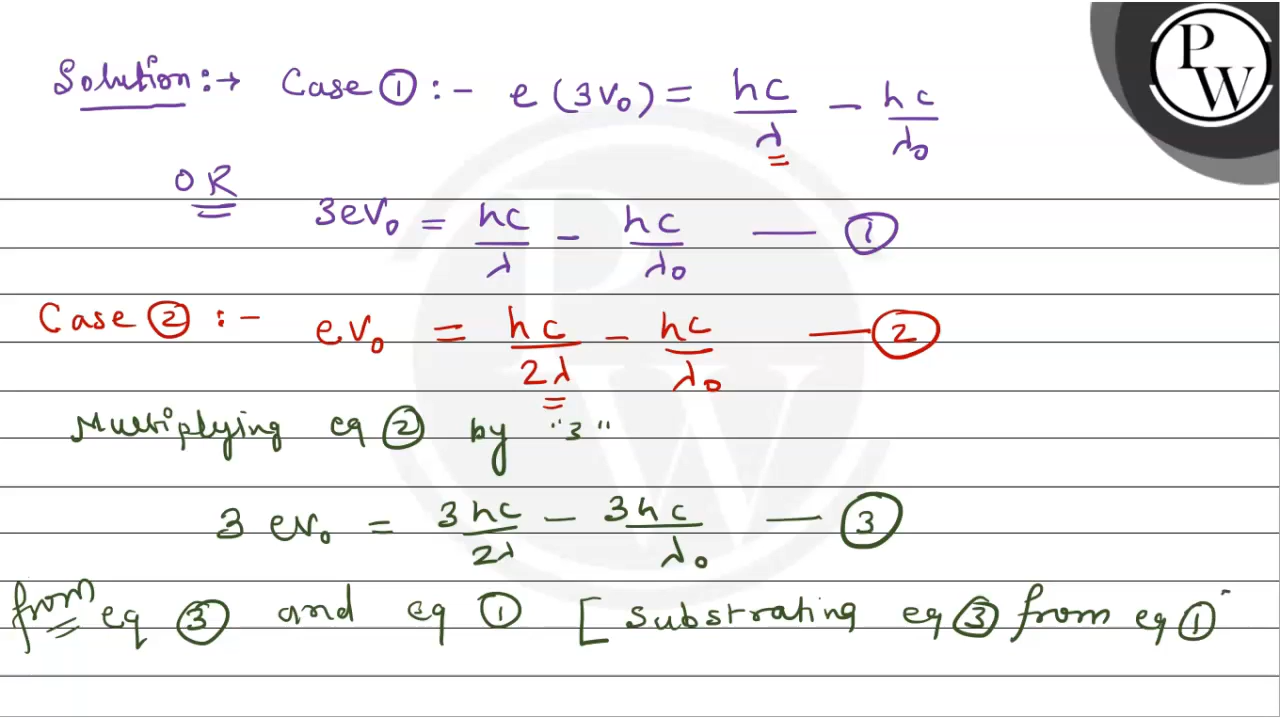 Solution :→ Case ① :- e (3V₀) = hc/λ - hc/λ₀
OR
3eV₀ = hc/λ - hc/λ₀ — ①
Case ② :- eV₀ = hc/2λ - hc/λ₀ — ②
Multiplying eq ② by "3"
3 eV₀ = 3hc/2λ - 3hc/λ₀ — ③
from eq ③ and eq ① [ Substrating eq ③ from eq ①
PW
PW